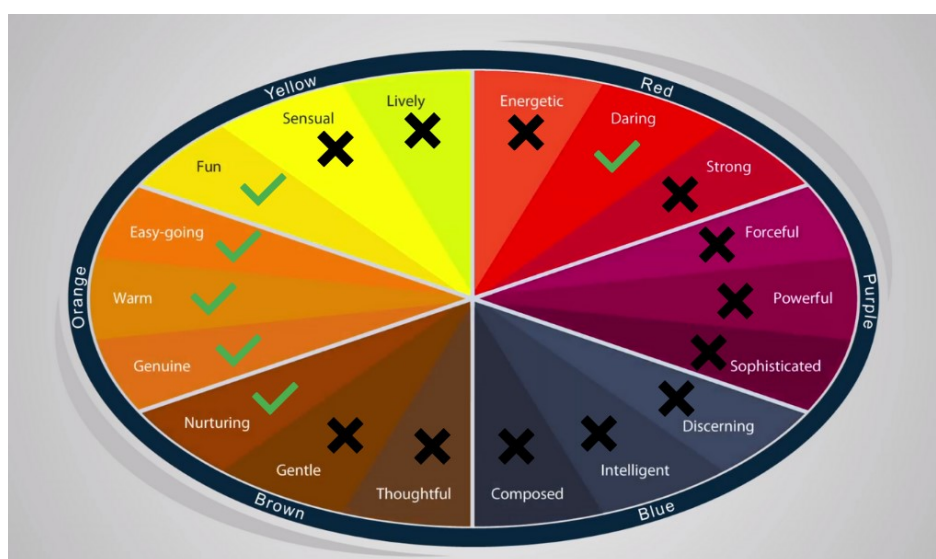 Yellow
Red
Lively
Energetic
Sensual
Daring
Fun
Strong
Easy-going
Forceful
Orange
Warm
Powerful
Purple
Genuine
Sophisticated
Nurturing
Discerning
Gentle
Intelligent
Thoughtful
Composed
Brown
Blue